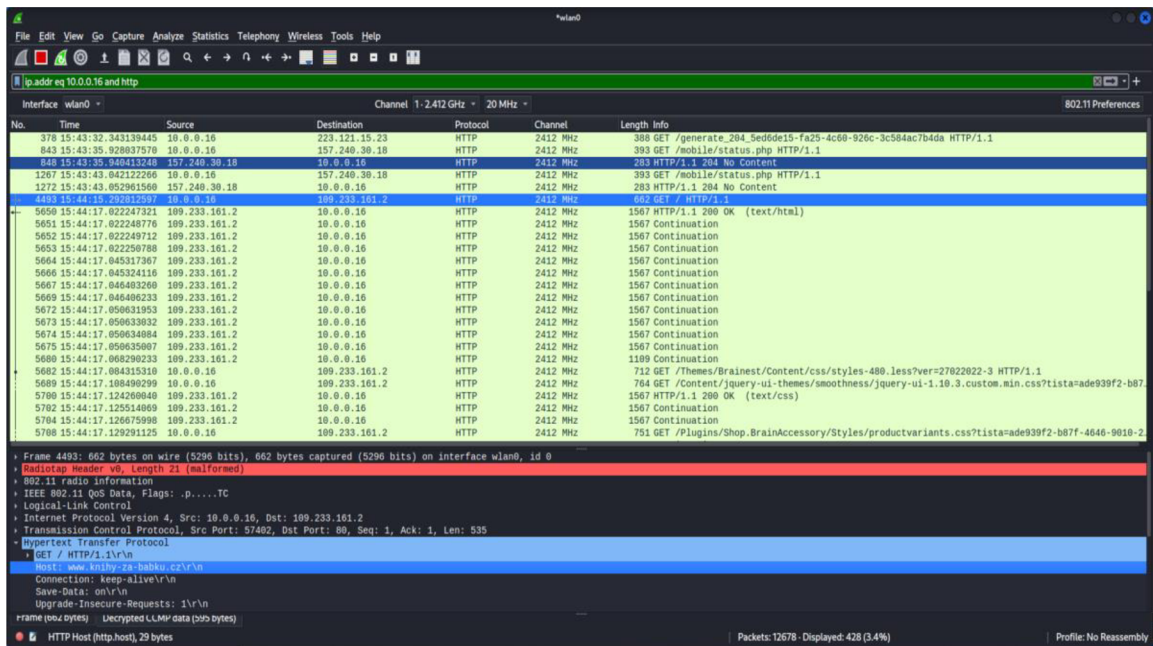 *wlan0
File Edit View Go Capture Analyze Statistics Telephony Wireless Tools Help
ip.addr eq 10.0.0.16 and http
Interface wlan0 Channel 1 · 2.412 GHz 20 MHz 802.11 Preferences
No. Time Source Destination Protocol Channel Length Info
378 15:43:32.343139445 10.0.0.16 223.121.15.23 HTTP 2412 MHz 388 GET /generate_204_5ed6de15-fa25-4c60-926c-3c584ac7b4da HTTP/1.1
843 15:43:35.928037570 10.0.0.16 157.240.30.18 HTTP 2412 MHz 393 GET /mobile/status.php HTTP/1.1
848 15:43:35.940413248 157.240.30.18 10.0.0.16 HTTP 2412 MHz 283 HTTP/1.1 204 No Content
1267 15:43:43.042122266 10.0.0.16 157.240.30.18 HTTP 2412 MHz 393 GET /mobile/status.php HTTP/1.1
1272 15:43:43.052961560 157.240.30.18 10.0.0.16 HTTP 2412 MHz 283 HTTP/1.1 204 No Content
4493 15:44:15.292812597 10.0.0.16 109.233.161.2 HTTP 2412 MHz 662 GET / HTTP/1.1
5650 15:44:17.022247321 109.233.161.2 10.0.0.16 HTTP 2412 MHz 1567 HTTP/1.1 200 OK (text/html)
5651 15:44:17.022248776 109.233.161.2 10.0.0.16 HTTP 2412 MHz 1567 Continuation
5652 15:44:17.022249712 109.233.161.2 10.0.0.16 HTTP 2412 MHz 1567 Continuation
5653 15:44:17.022250788 109.233.161.2 10.0.0.16 HTTP 2412 MHz 1567 Continuation
5664 15:44:17.045317367 109.233.161.2 10.0.0.16 HTTP 2412 MHz 1567 Continuation
5666 15:44:17.045324116 109.233.161.2 10.0.0.16 HTTP 2412 MHz 1567 Continuation
5667 15:44:17.046403260 109.233.161.2 10.0.0.16 HTTP 2412 MHz 1567 Continuation
5669 15:44:17.046406233 109.233.161.2 10.0.0.16 HTTP 2412 MHz 1567 Continuation
5672 15:44:17.050631953 109.233.161.2 10.0.0.16 HTTP 2412 MHz 1567 Continuation
5673 15:44:17.050633032 109.233.161.2 10.0.0.16 HTTP 2412 MHz 1567 Continuation
5674 15:44:17.050634084 109.233.161.2 10.0.0.16 HTTP 2412 MHz 1567 Continuation
5675 15:44:17.050635007 109.233.161.2 10.0.0.16 HTTP 2412 MHz 1567 Continuation
5680 15:44:17.068290233 109.233.161.2 10.0.0.16 HTTP 2412 MHz 1109 Continuation
5682 15:44:17.084315310 10.0.0.16 109.233.161.2 HTTP 2412 MHz 712 GET /Themes/Brainest/Content/css/styles-480.less?ver=27022022-3 HTTP/1.1
5689 15:44:17.108490299 10.0.0.16 109.233.161.2 HTTP 2412 MHz 764 GET /Content/jquery-ui-themes/smoothness/jquery-ui-1.10.3.custom.min.css?tista=ade939f2-b87.
5700 15:44:17.124260040 109.233.161.2 10.0.0.16 HTTP 2412 MHz 1567 HTTP/1.1 200 OK (text/css)
5702 15:44:17.125514069 109.233.161.2 10.0.0.16 HTTP 2412 MHz 1567 Continuation
5704 15:44:17.126675998 109.233.161.2 10.0.0.16 HTTP 2412 MHz 1567 Continuation
5708 15:44:17.129291125 10.0.0.16 109.233.161.2 HTTP 2412 MHz 751 GET /Plugins/Shop.BrainAccessory/Styles/productvariants.css?tista=ade939f2-b87f-4646-9010-2.
Frame 4493: 662 bytes on wire (5296 bits), 662 bytes captured (5296 bits) on interface wlan0, id 0
Radiotap Header v0, Length 21 (malformed)
802.11 radio information
IEEE 802.11 QoS Data, Flags: .p.....TC
Logical-Link Control
Internet Protocol Version 4, Src: 10.0.0.16, Dst: 109.233.161.2
Transmission Control Protocol, Src Port: 57402, Dst Port: 80, Seq: 1, Ack: 1, Len: 535
Hypertext Transfer Protocol
GET / HTTP/1.1\r\n
Host: www.knihy-za-babku.cz\r\n
Connection: keep-alive\r\n
Save-Data: on\r\n
Upgrade-Insecure-Requests: 1\r\n
Frame (662 bytes) Decrypted CCMP data (595 bytes)
HTTP Host (http.host), 29 bytes Packets: 12678 · Displayed: 428 (3.4%) Profile: No Reassembly